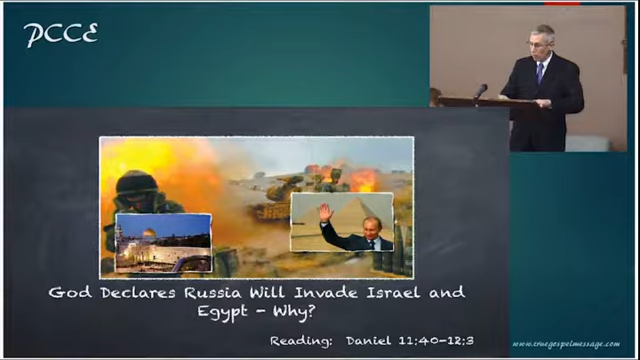 PCCE
God Declares Russia Will Invade Israel and
Egypt - Why?
Reading: Daniel 11:40-12:3
www.truegospelmessage.com